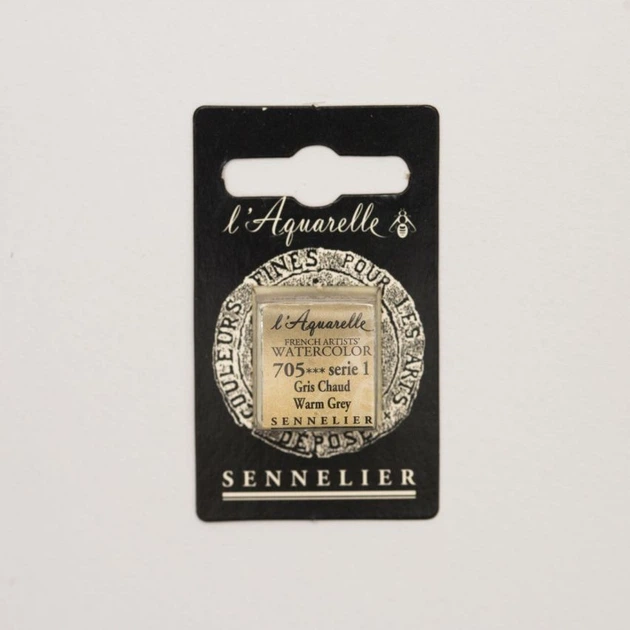 l'Aquarelle
COULEURS FINES POUR LES ARTS
l'Aquarelle
FRENCH ARTISTS'
WATERCOLOR
705*** serie 1
Gris Chaud
Warm Grey
SENNELIER
DÉPOSÉ
SENNELIER